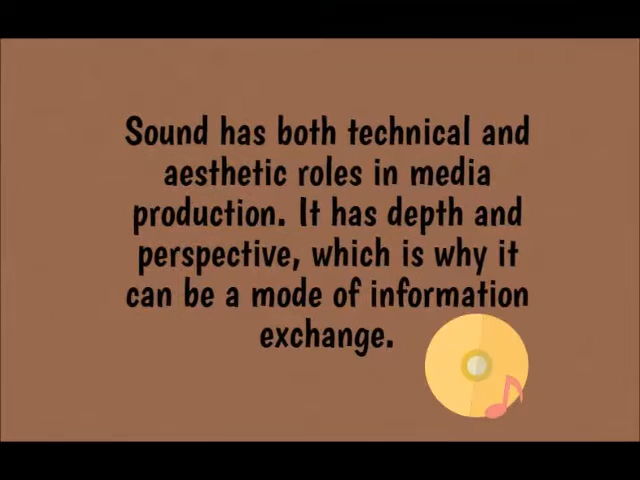 Sound has both technical and
aesthetic roles in media
production. It has depth and
perspective, which is why it
can be a mode of information
exchange.